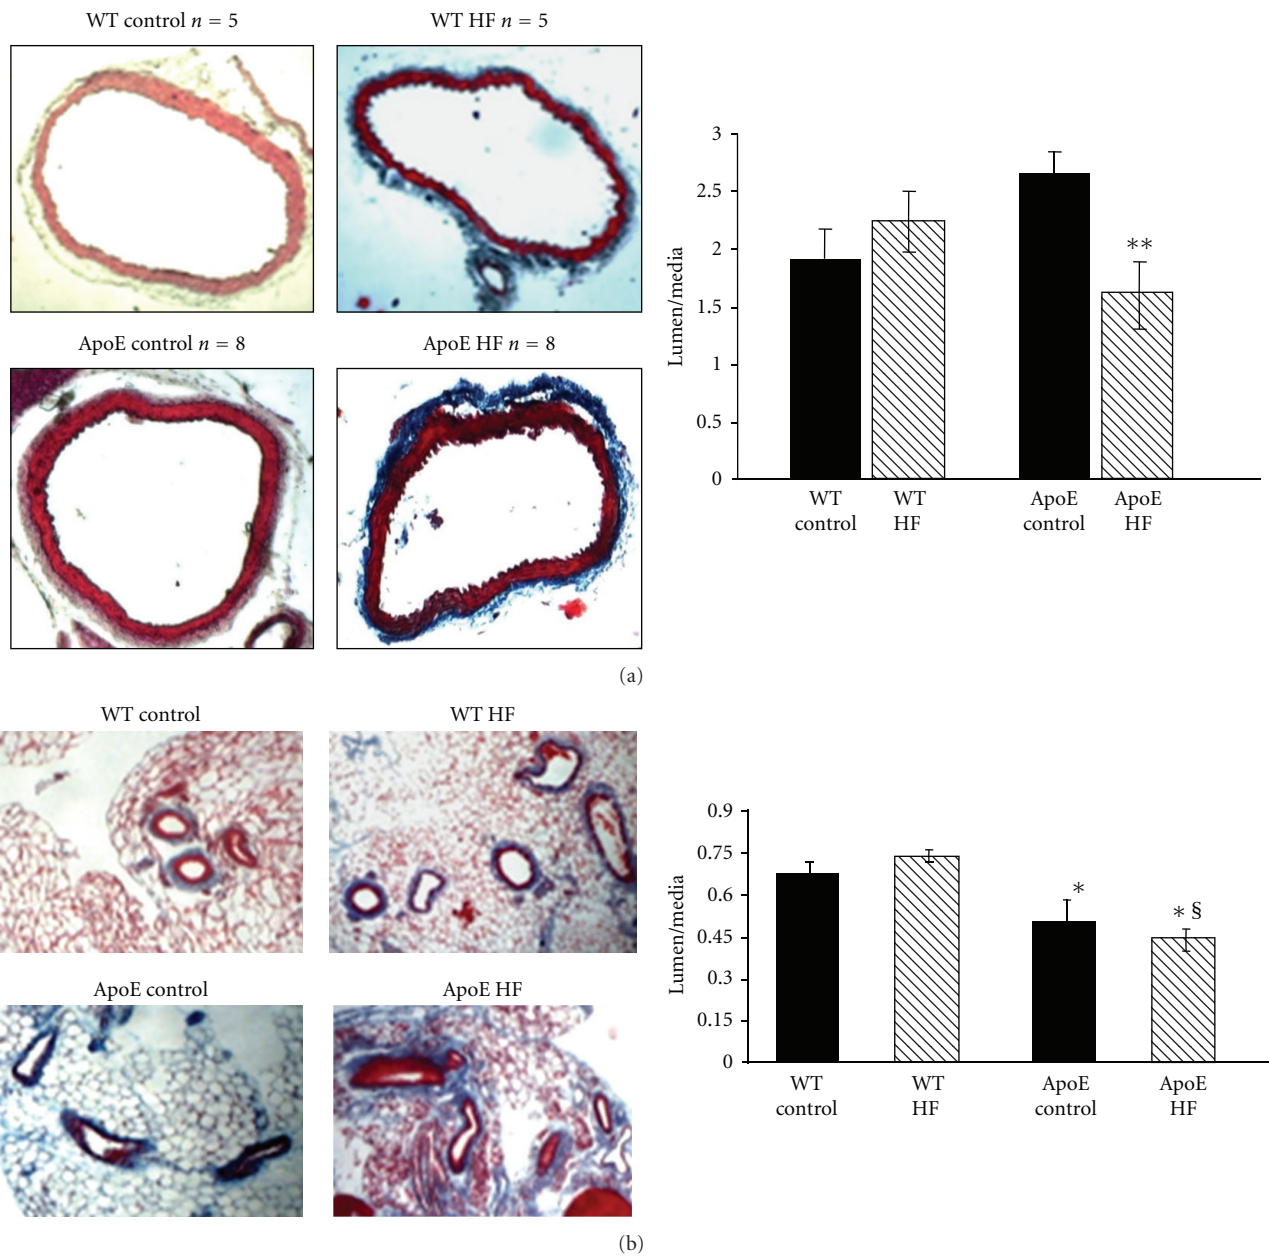 WT control n = 5
WT HF n = 5
ApoE control n = 8
ApoE HF n = 8
3
2.5
2
1.5
1
0.5
0
Lumen/media
**
WT control
WT HF
ApoE control
ApoE HF
(a)
WT control
WT HF
ApoE control
ApoE HF
0.9
0.75
0.6
0.45
0.3
0.15
0
Lumen/media
*
* §
WT control
WT HF
ApoE control
ApoE HF
(b)